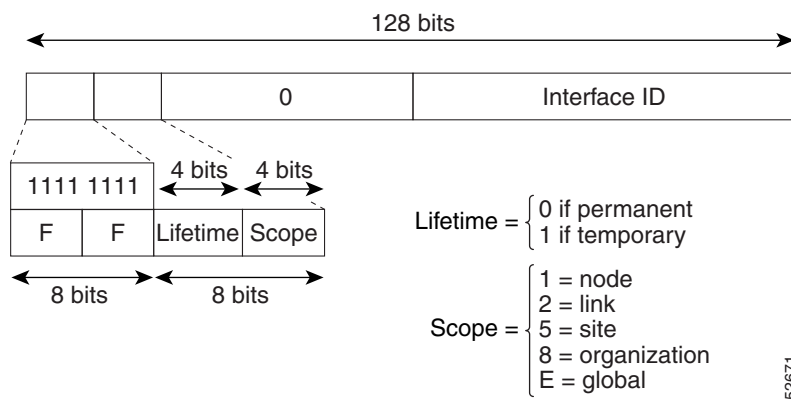 128 bits
0 Interface ID
4 bits 4 bits
1111 1111
F F Lifetime Scope
8 bits 8 bits
Lifetime = 0 if permanent
1 if temporary
Scope = 1 = node
2 = link
5 = site
8 = organization
E = global
52671